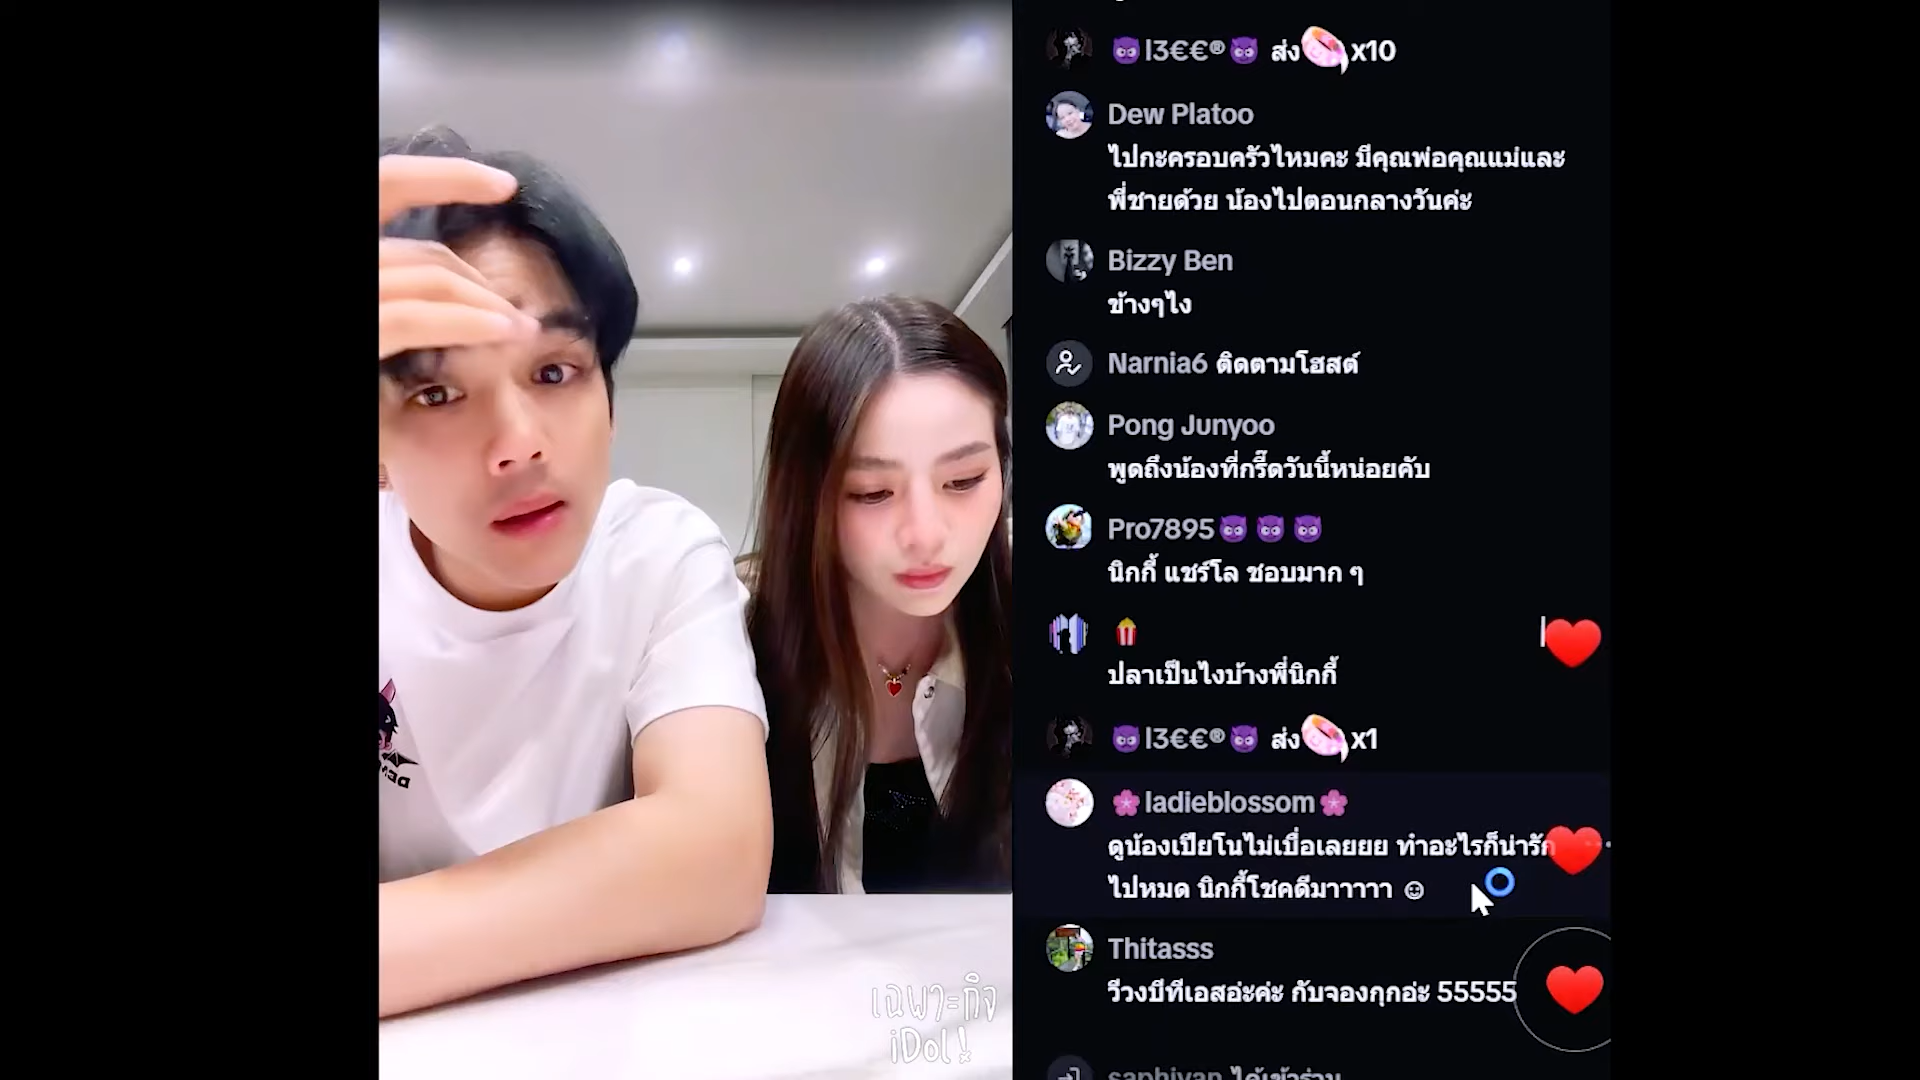 😈l3€€®😈 ส่ง x10
Dew Platoo
ไปกะครอบครัวไหมคะ มีคุณพ่อคุณแม่และ
พี่ชายด้วย น้องไปตอนกลางวันค่ะ
Bizzy Ben
ข้างๆไง
Narnia6 ติดตามโฮสต์
Pong Junyoo
พูดถึงน้องที่กรี๊ดวันนี้หน่อยคับ
Pro7895😈😈😈
นิกกี้ แชร์โล ชอบมาก ๆ
🍿
ปลาเป็นไงบ้างพี่นิกกี้
😈l3€€®😈 ส่ง x1
🌸ladieblossom🌸
ดูน้องเปียโนไม่เบื่อเลยยย ทำอะไรก็น่ารัก
ไปหมด นิกกี้โชคดีมาาาาา ☺
Thitasss
วีวงบีทีเอสอ่ะค่ะ กับจองกุกอ่ะ 55555
saphiyan ได้เข้าร่วม
เฉพาะกิจ
iDol!